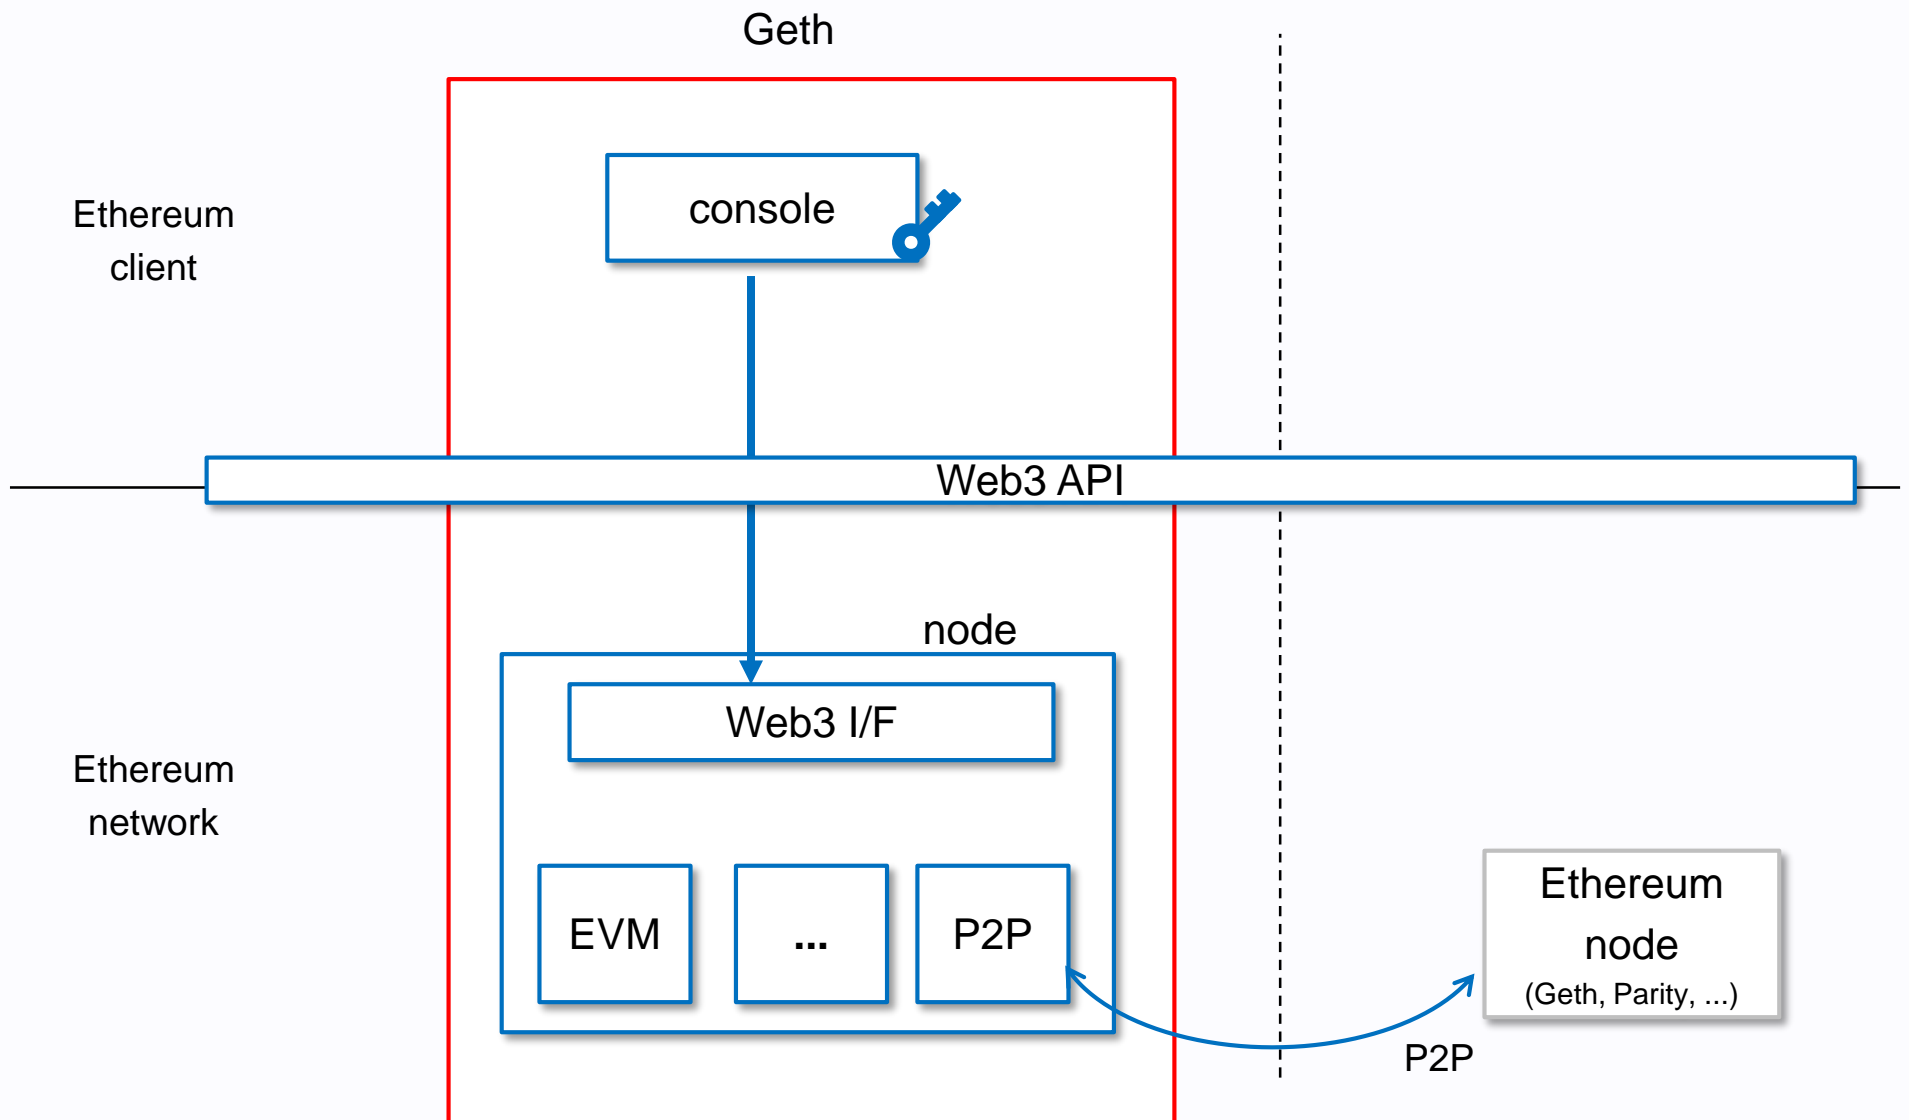 Geth
Ethereum
client
console
Web3 API
node
Web3 I/F
Ethereum
network
EVM
...
P2P
Ethereum
node
(Geth, Parity, ...)
P2P